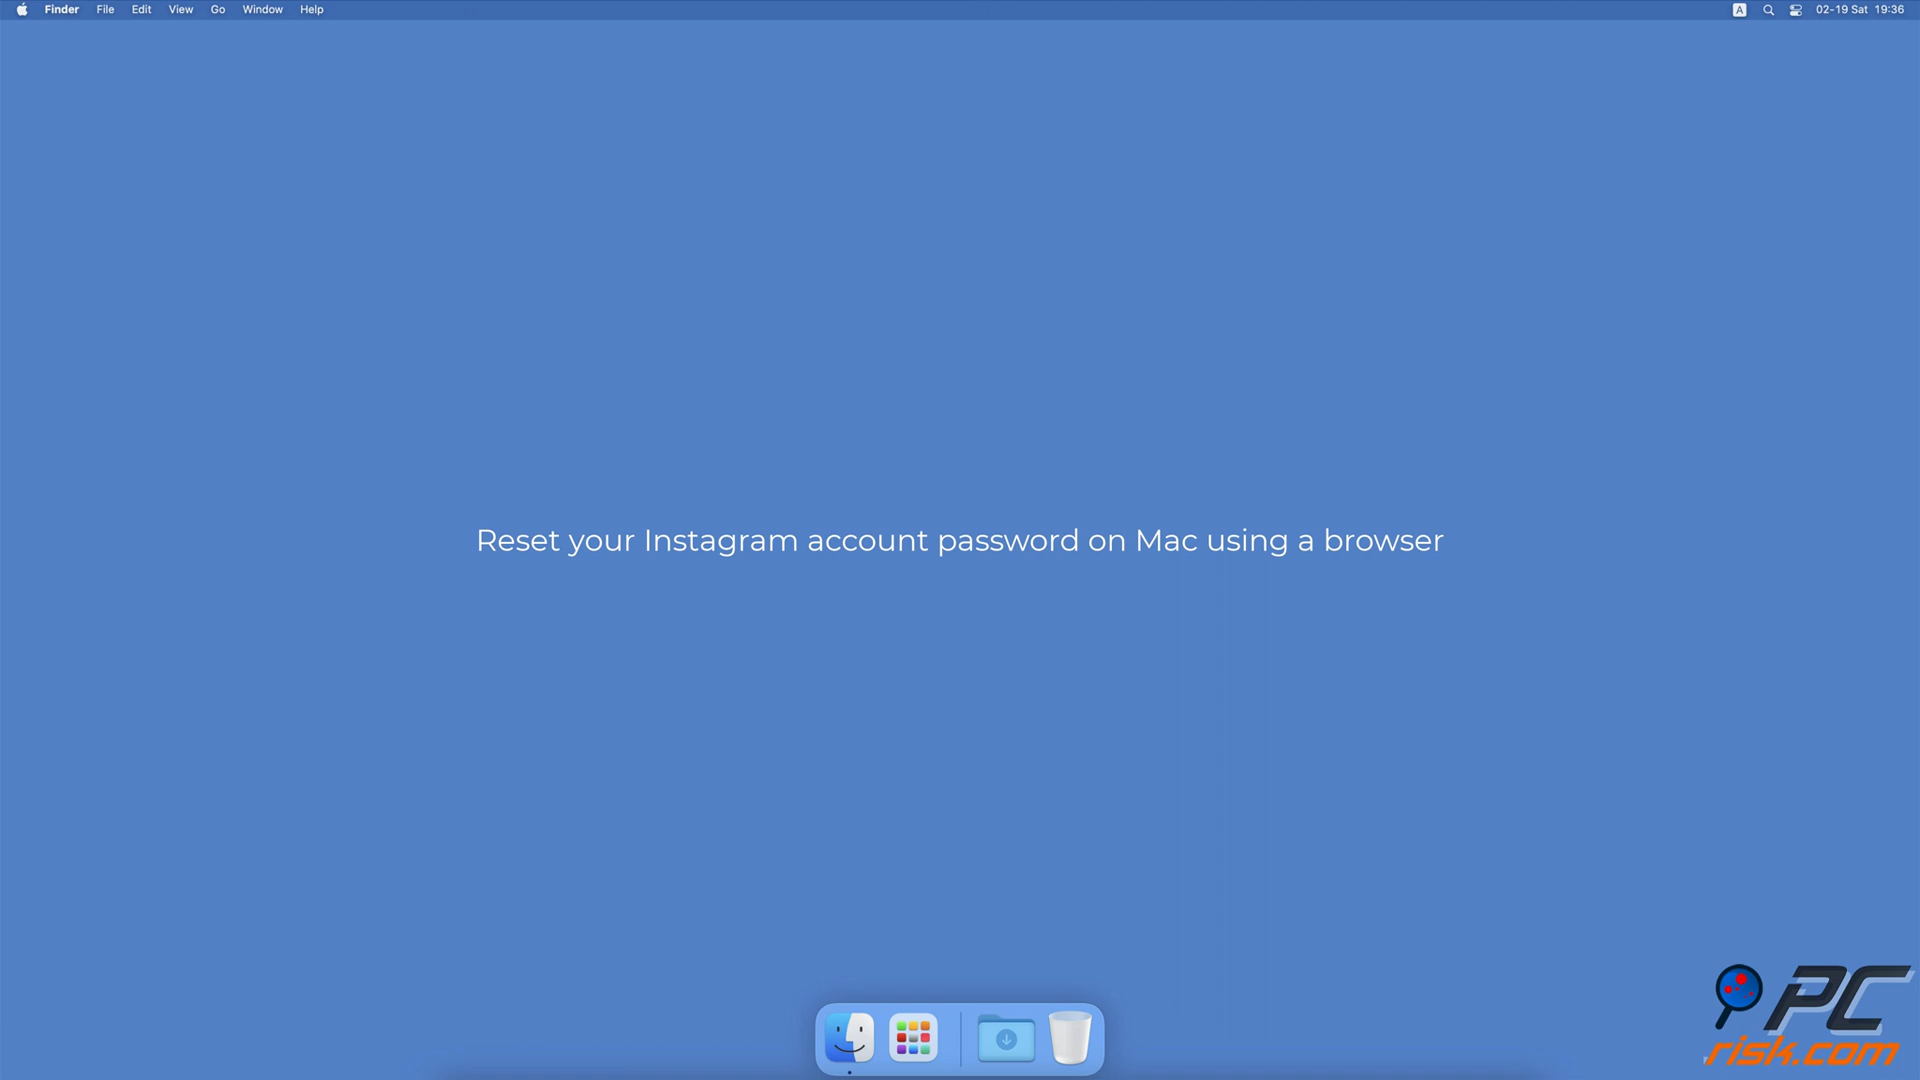 Finder File Edit View Go Window Help A 02-19 Sat 19:36
Reset your Instagram account password on Mac using a browser
PC
risk.com